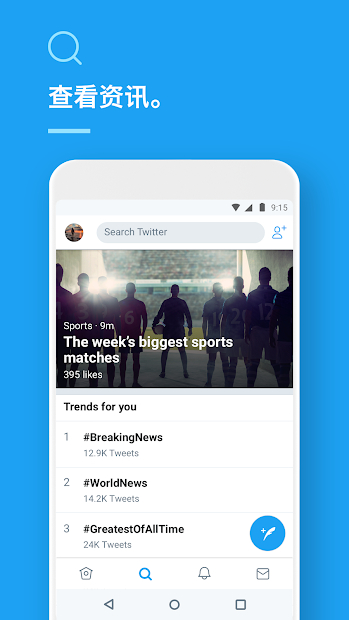 查看资讯。
9:15
Search Twitter
Sports · 9m
The week's biggest sports
matches
395 likes
Trends for you
1 #BreakingNews
12.9K Tweets
2 #WorldNews
14.2K Tweets
3 #GreatestOfAllTime
24K Tweets